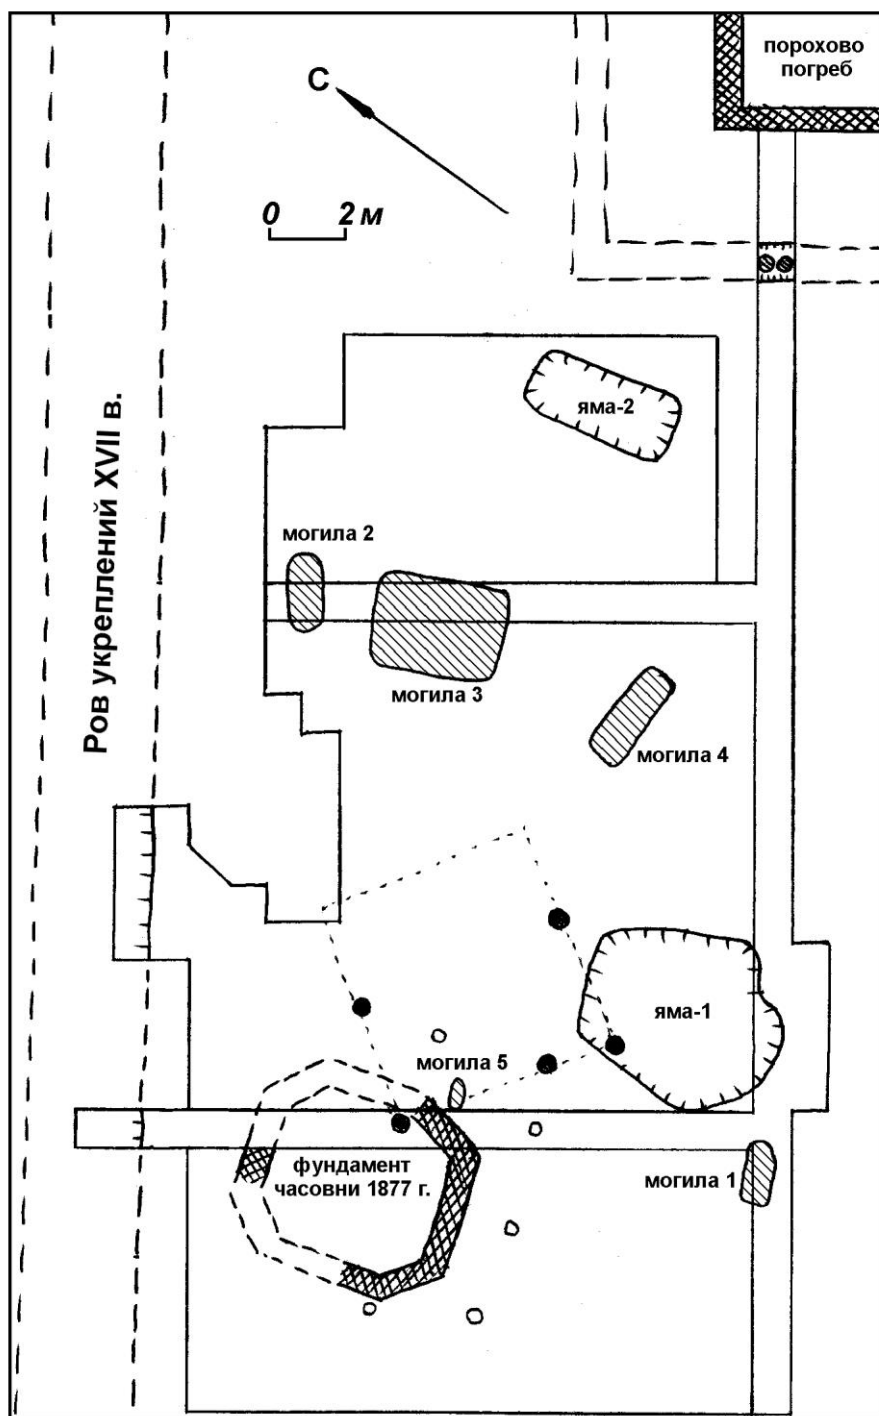 порохово
погреб
С
0 2 м
Ров укреплений XVII в.
яма-2
могила 2
могила 3
могила 4
яма-1
могила 5
фундамент
часовни 1877 г.
могила 1